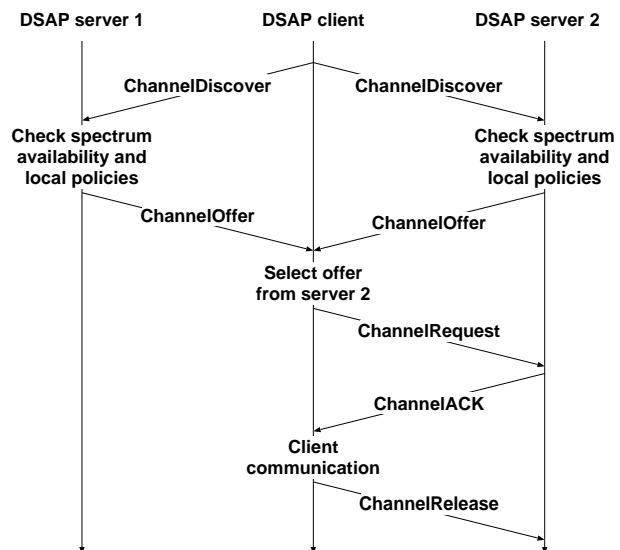 DSAP server 1
DSAP client
DSAP server 2
ChannelDiscover
ChannelDiscover
Check spectrum
availability and
local policies
Check spectrum
availability and
local policies
ChannelOffer
ChannelOffer
Select offer
from server 2
ChannelRequest
ChannelACK
Client
communication
ChannelRelease